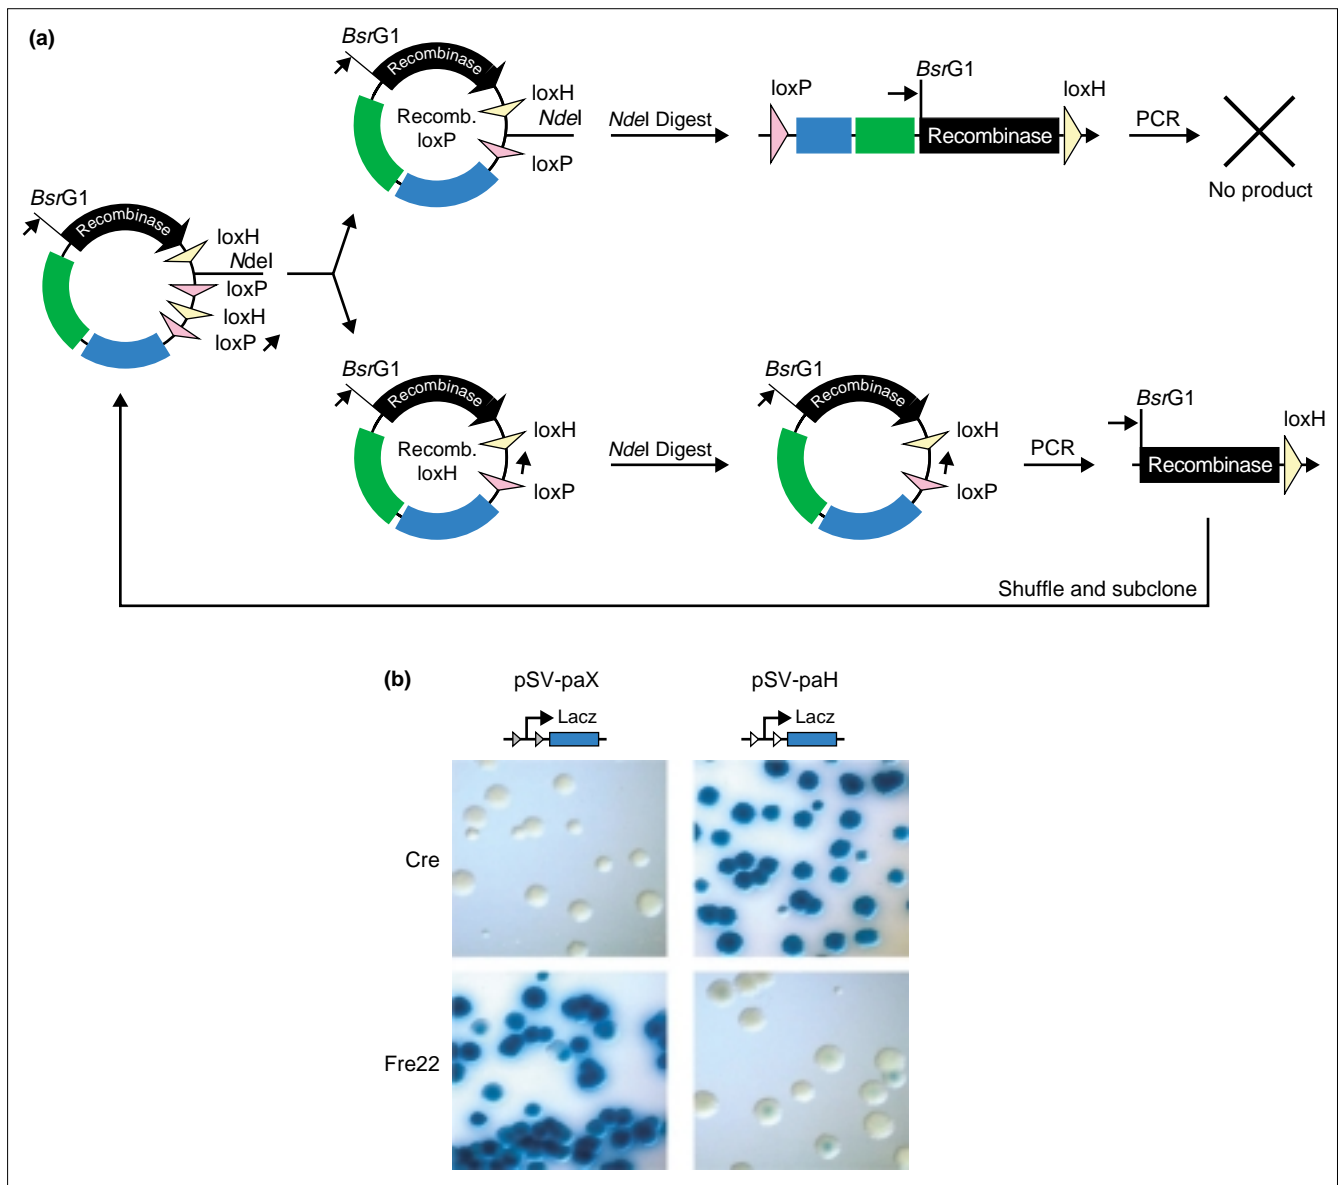 (a)
BsrG1
Recombinase
loxH
NdeI
loxP
loxH
loxP
BsrG1
Recombinase
Recomb.
loxP
loxH
NdeI
loxP
NdeI Digest
loxP
BsrG1
Recombinase
loxH
PCR
No product
BsrG1
Recombinase
Recomb.
loxH
loxH
loxP
NdeI Digest
BsrG1
Recombinase
loxH
loxP
PCR
BsrG1
Recombinase
loxH
Shuffle and subclone
(b)
pSV-paX
pSV-paH
Lacz
Lacz
Cre
Fre22